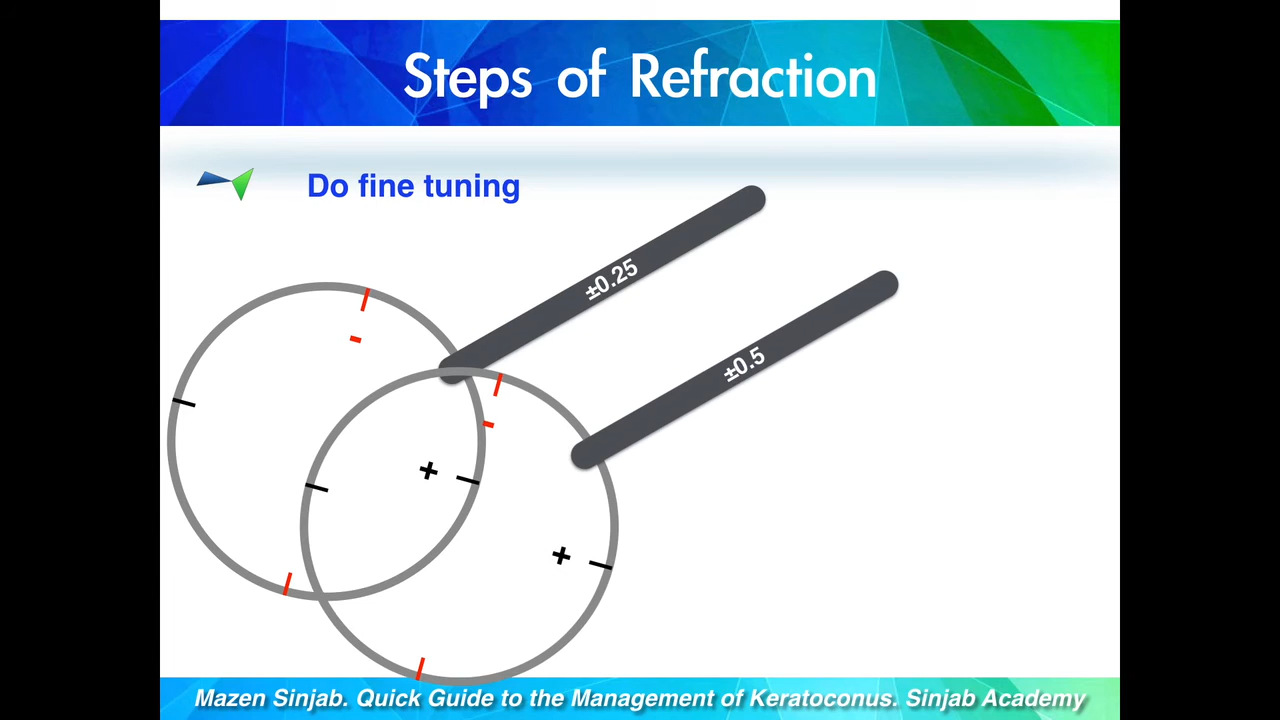 Steps of Refraction
Do fine tuning
±0.25
±0.5
-
-
+
+
Mazen Sinjab. Quick Guide to the Management of Keratoconus. Sinjab Academy